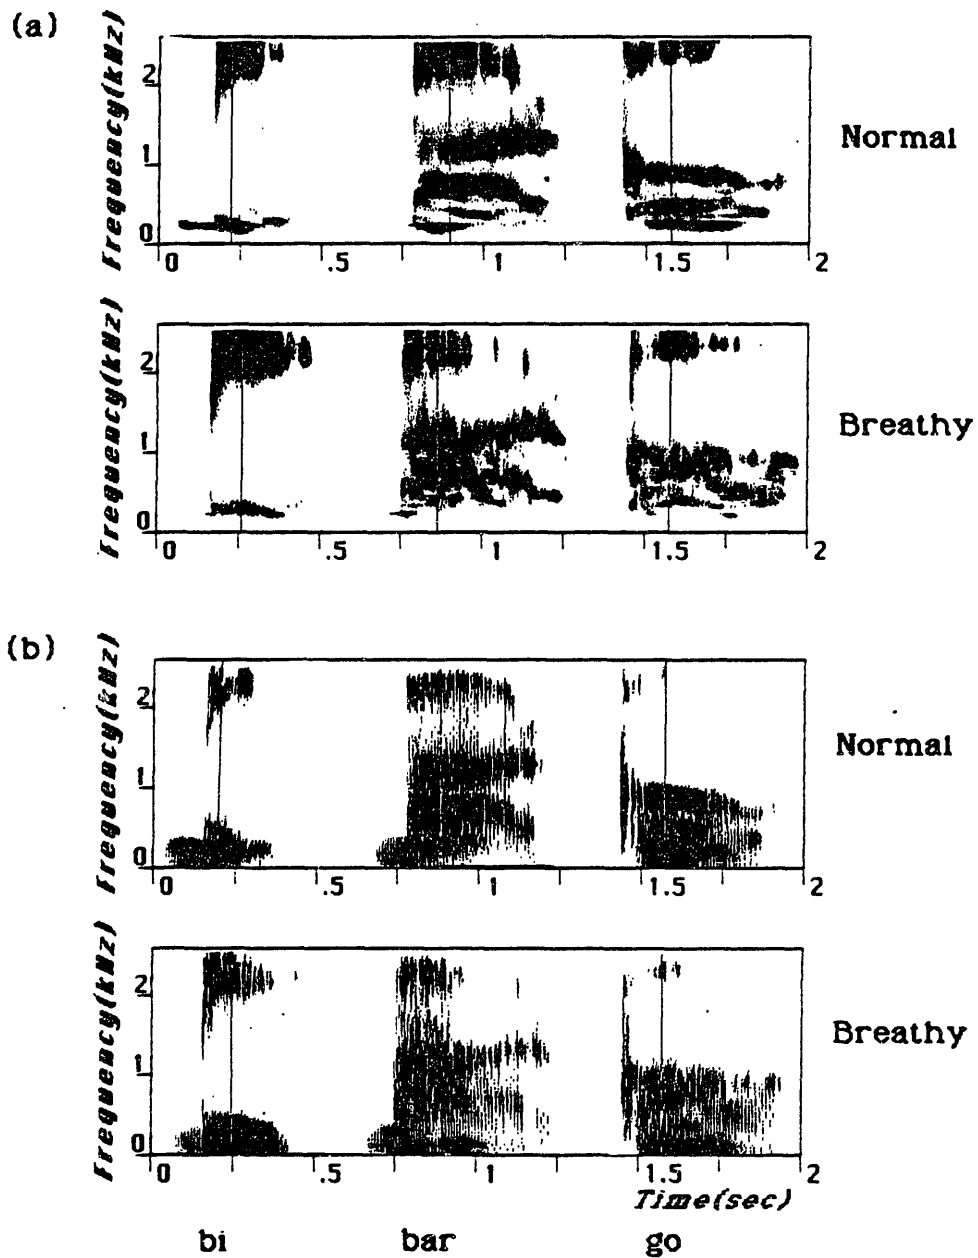 (a)
Frequency(kHz)
2
1
0
0 .5 1 1.5 2
Normal
Frequency(kHz)
2
1
0
0 .5 1 1.5 2
Breathy
(b)
Frequency(kHz)
2
1
0
0 .5 1 1.5 2
Normal
Frequency(kHz)
2
1
0
0 .5 1 1.5 2
Breathy
Time(sec)
bi bar go